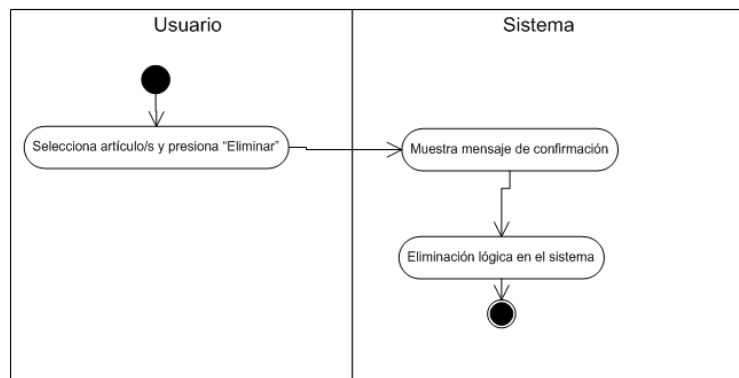 Usuario
Sistema
Selecciona artículo/s y presiona “Eliminar”
Muestra mensaje de confirmación
Eliminación lógica en el sistema